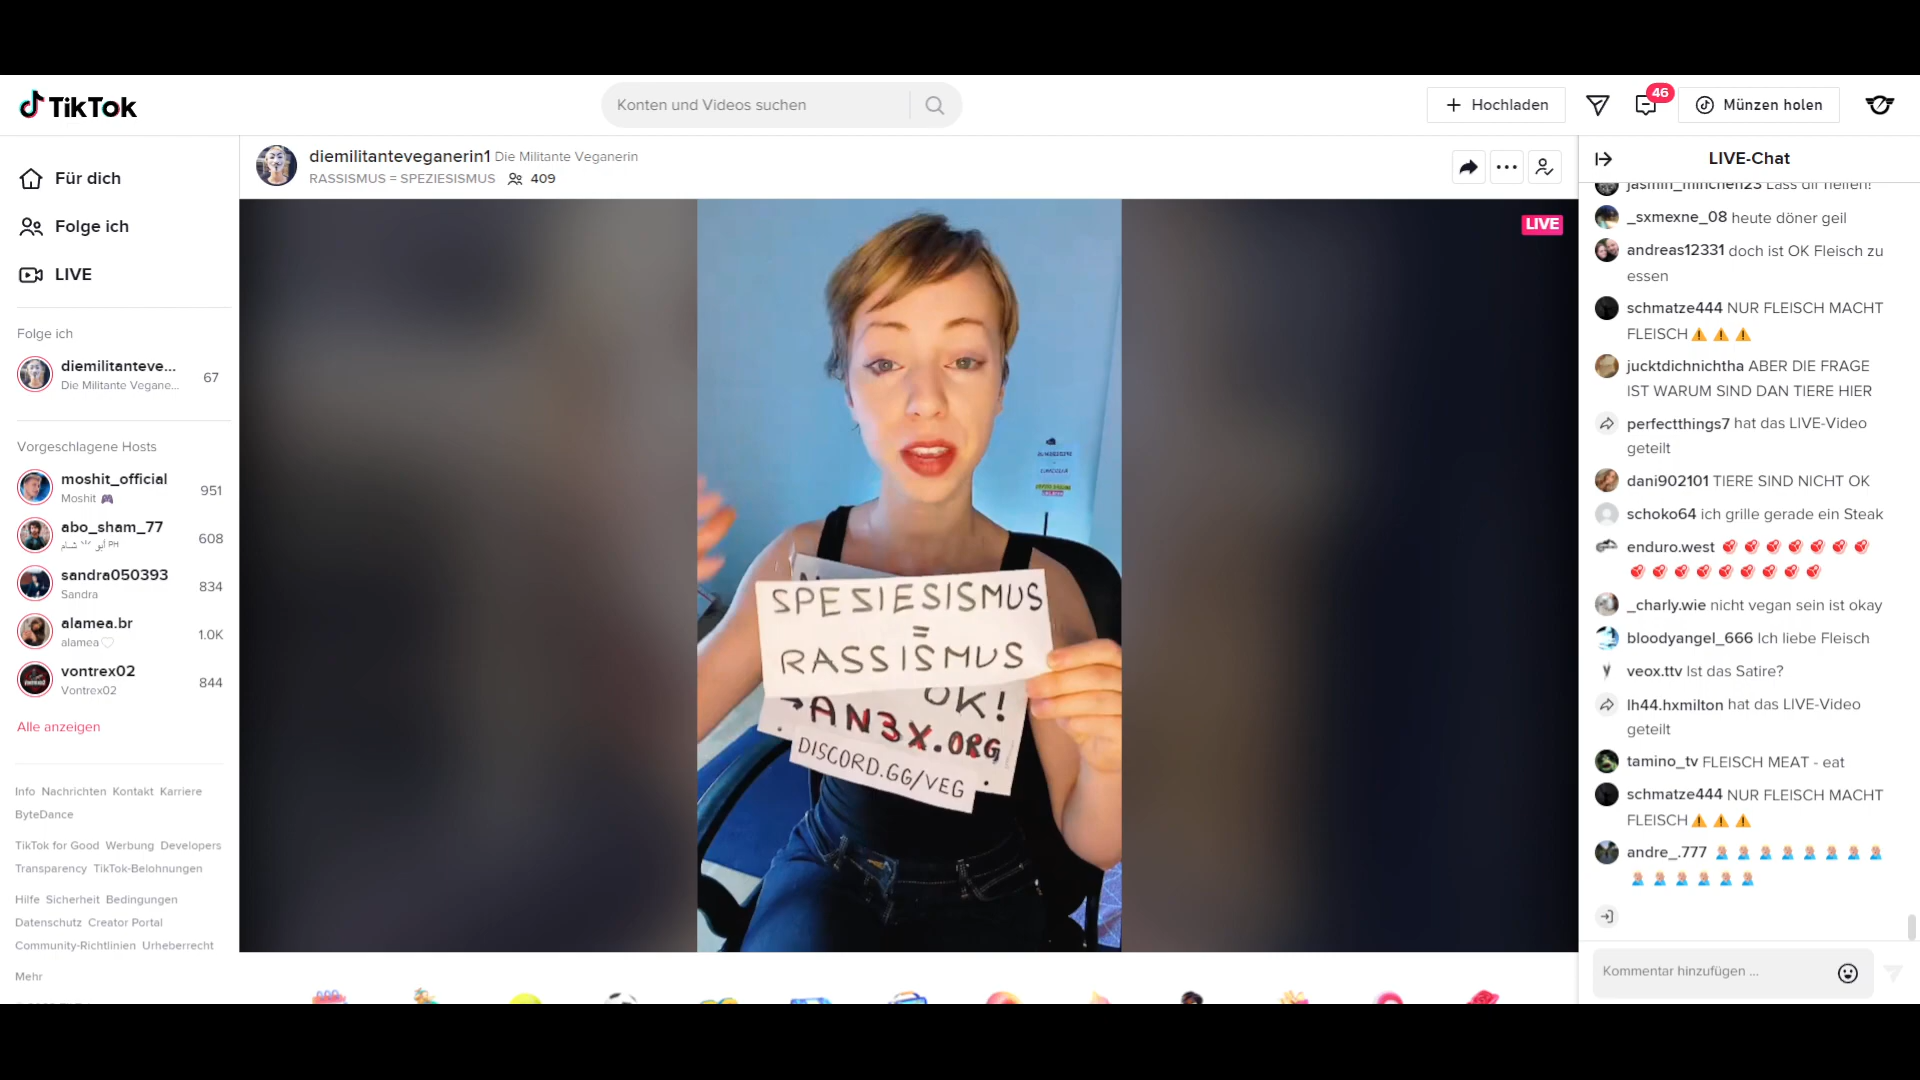 TikTok
Konten und Videos suchen
Hochladen
46
Münzen holen
Für dich
Folge ich
LIVE
Folge ich
diemilitanteve...
Die Militante Vegane...
67
Vorgeschlagene Hosts
moshit_official
Moshit
951
abo_sham_77
608
sandra050393
Sandra
834
alamea.br
alamea
1.0K
vontrex02
Vontrex02
844
Alle anzeigen
Info Nachrichten Kontakt Karriere
ByteDance
TikTok for Good Werbung Developers
Transparency TikTok-Belohnungen
Hilfe Sicherheit Bedingungen
Datenschutz Creator Portal
Community-Richtlinien Urheberrecht
Mehr
diemilitanteveganerin1 Die Militante Veganerin
RASSISMUS = SPEZIESISMUS 409
LIVE
SPEZIESISMUS
=
RASSISMUS
OK!
AN3X.ORG
DISCORD.GG/VEG
LIVE-Chat
jasmin_minchen23 Lass dir helfen!
_sxmexne_08 heute döner geil
andreas12331 doch ist OK Fleisch zu
essen
schmatze444 NUR FLEISCH MACHT
FLEISCH⚠️⚠️⚠️
jucktdichnichtha ABER DIE FRAGE
IST WARUM SIND DAN TIERE HIER
perfectthings7 hat das LIVE-Video
geteilt
dani902101 TIERE SIND NICHT OK
schoko64 ich grille gerade ein Steak
enduro.west 🥩🥩🥩🥩🥩🥩🥩
🥩🥩🥩🥩🥩🥩🥩🥩🥩
_charly.wie nicht vegan sein ist okay
bloodyangel_666 Ich liebe Fleisch
veox.ttv Ist das Satire?
lh44.hxmilton hat das LIVE-Video
geteilt
tamino_tv FLEISCH MEAT - eat
schmatze444 NUR FLEISCH MACHT
FLEISCH⚠️⚠️⚠️
andre_.777
Kommentar hinzufügen ...